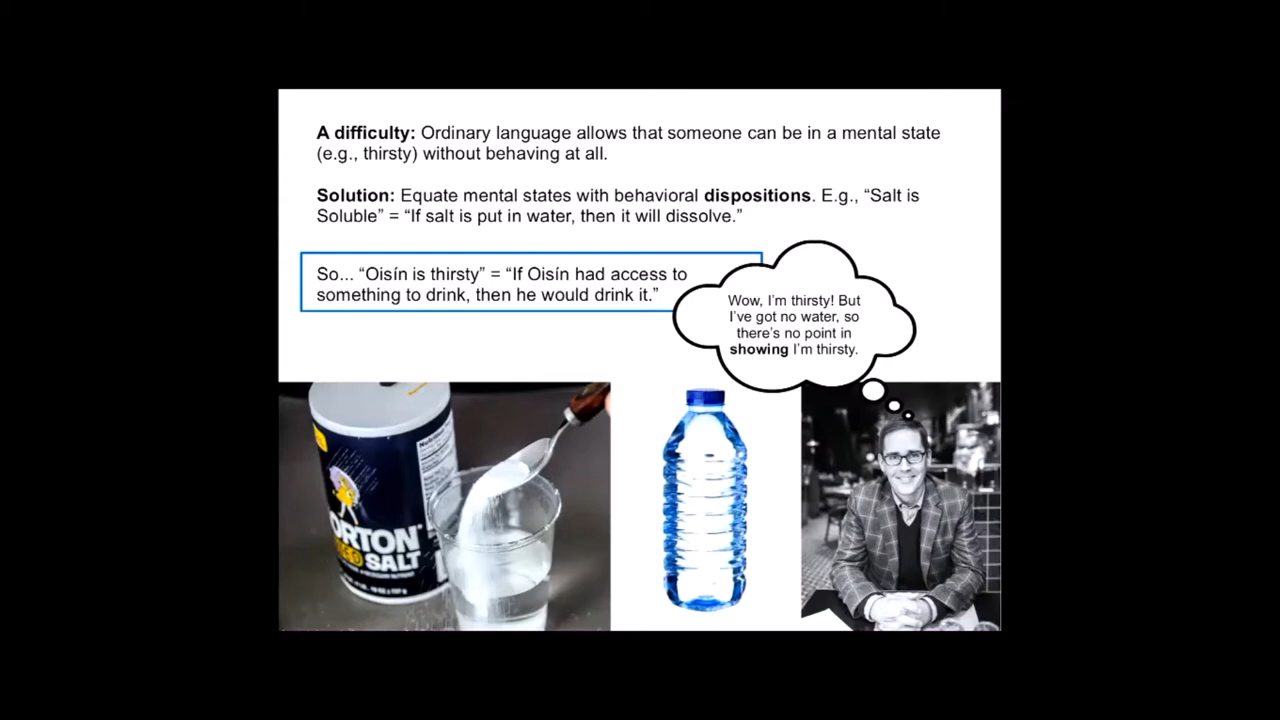 A difficulty: Ordinary language allows that someone can be in a mental state
(e.g., thirsty) without behaving at all.
Solution: Equate mental states with behavioral dispositions. E.g., “Salt is
Soluble” = “If salt is put in water, then it will dissolve.”
So... “Oisín is thirsty” = “If Oisín had access to
something to drink, then he would drink it.”
Wow, I’m thirsty! But
I’ve got no water, so
there’s no point in
showing I’m thirsty.
ORTON
SALT